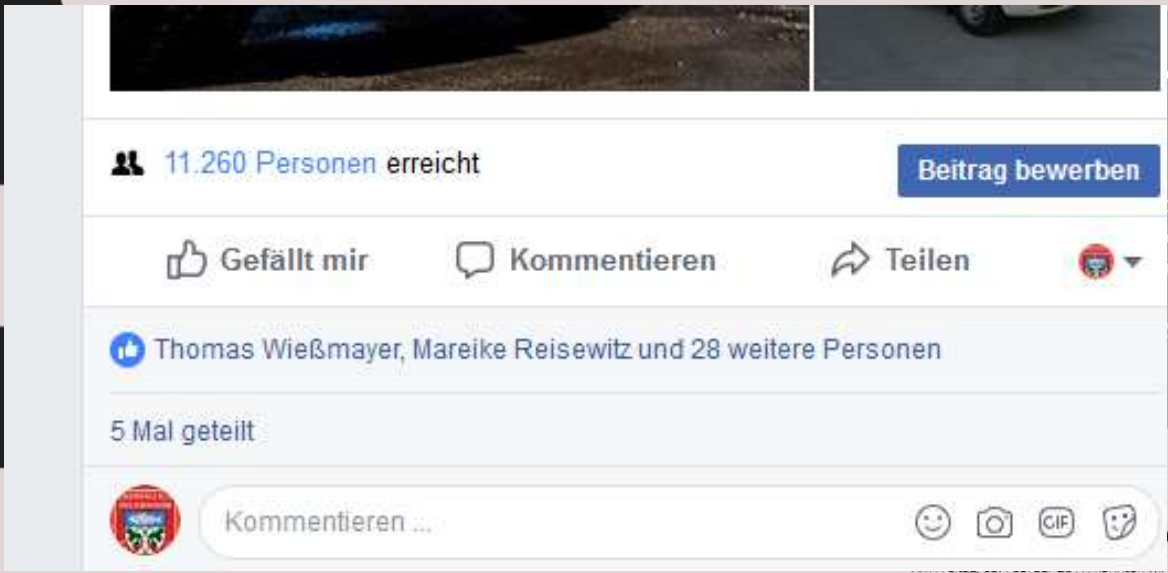 11.260 Personen erreicht
Beitrag bewerben
Gefällt mir
Kommentieren
Teilen
Thomas Wießmayer, Mareike Reisewitz und 28 weitere Personen
5 Mal geteilt
Kommentieren ...
GIF